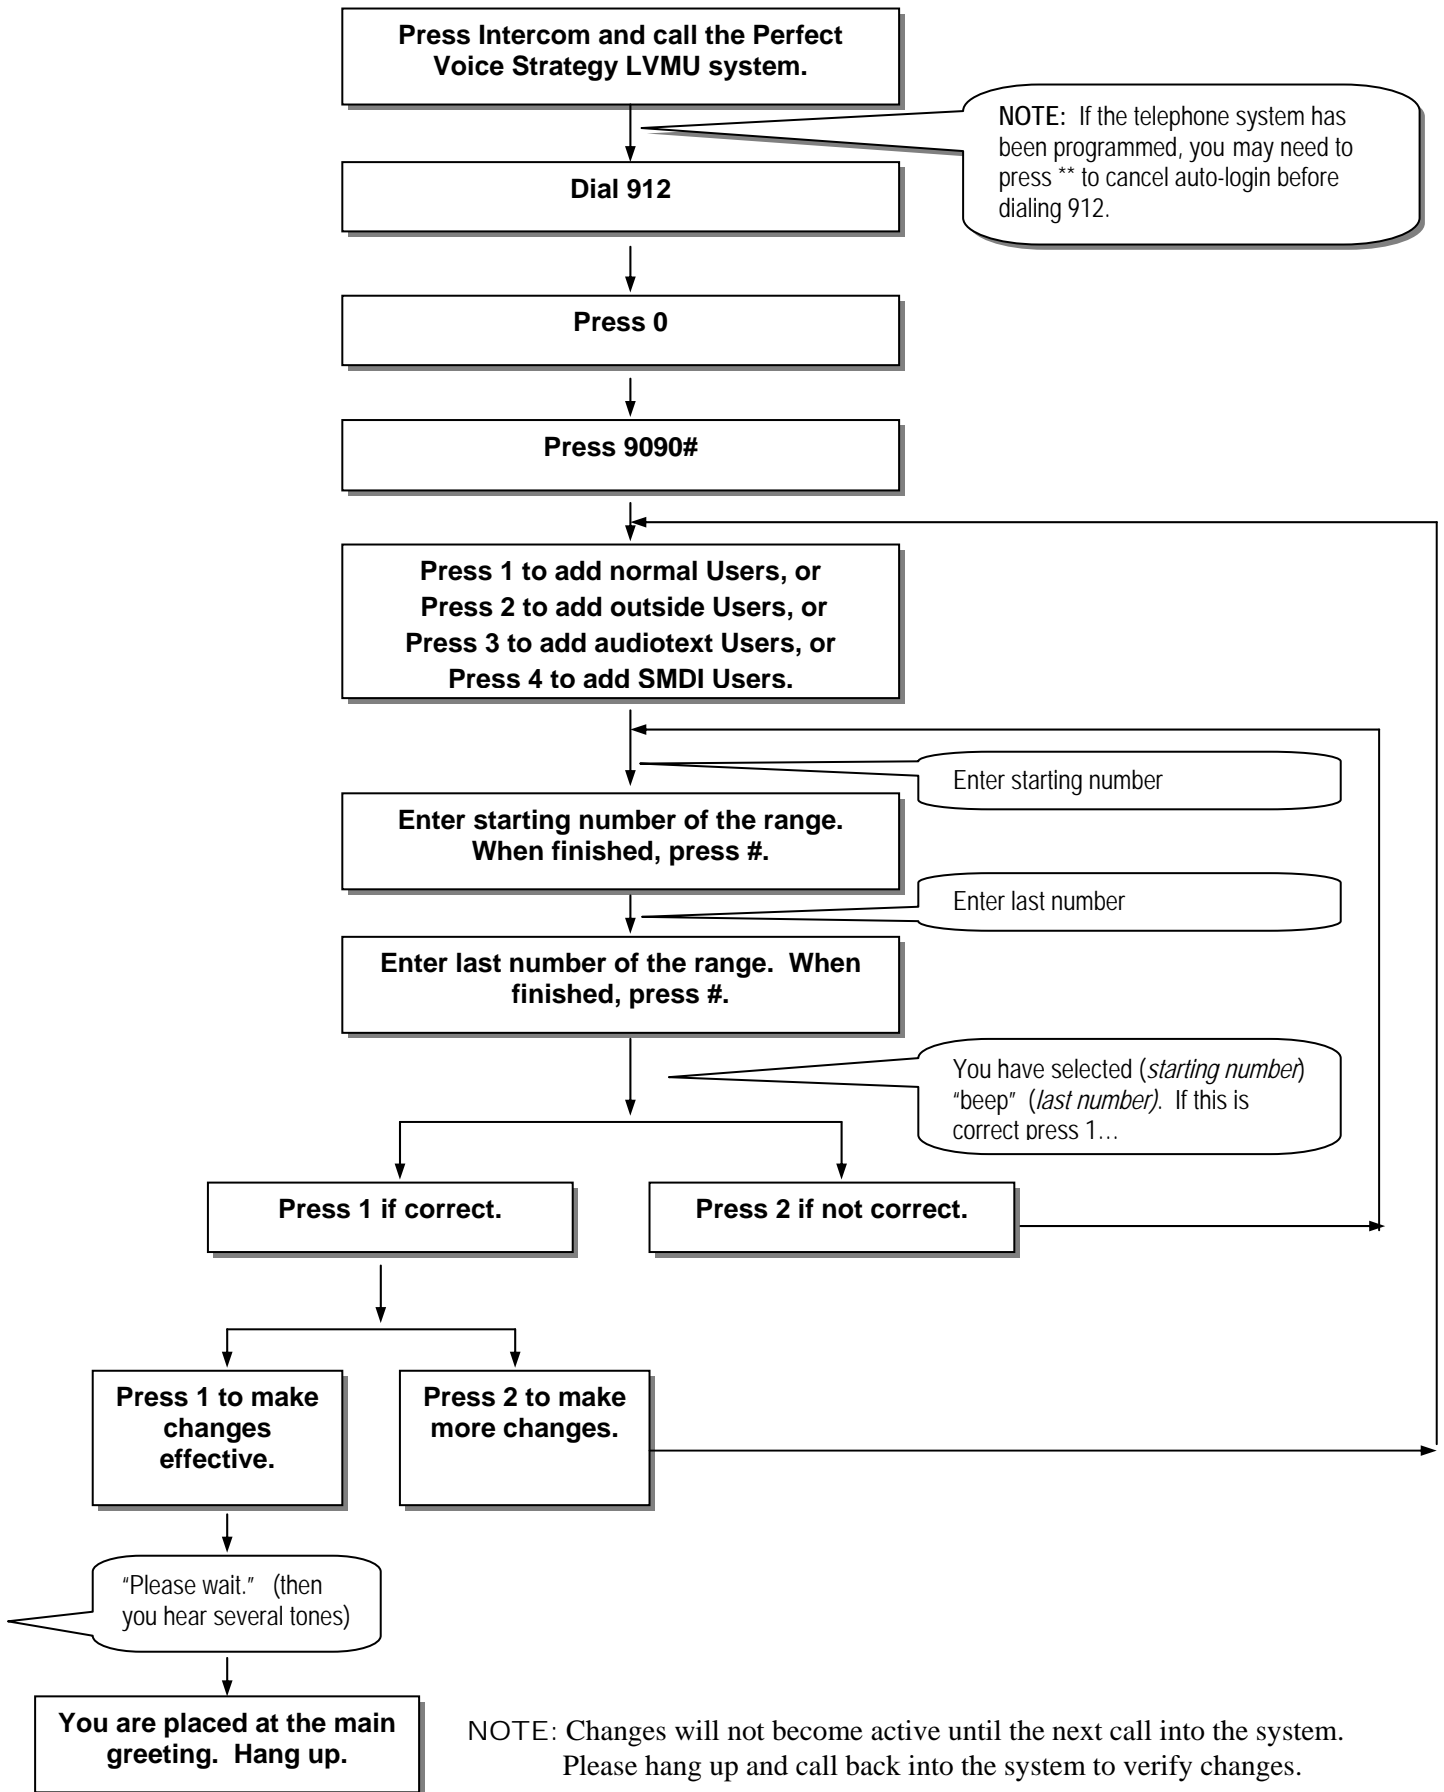 Press Intercom and call the Perfect
Voice Strategy LVMU system.
NOTE: If the telephone system has
been programmed, you may need to
press ** to cancel auto-login before
dialing 912.
Dial 912
Press 0
Press 9090#
Press 1 to add normal Users, or
Press 2 to add outside Users, or
Press 3 to add audiotext Users, or
Press 4 to add SMDI Users.
Enter starting number
Enter starting number of the range.
When finished, press #.
Enter last number
Enter last number of the range. When
finished, press #.
You have selected (starting number)
“beep” (last number). If this is
correct press 1…
Press 1 if correct.
Press 2 if not correct.
Press 1 to make
changes
effective.
Press 2 to make
more changes.
“Please wait.” (then
you hear several tones)
You are placed at the main
greeting. Hang up.
NOTE: Changes will not become active until the next call into the system.
Please hang up and call back into the system to verify changes.